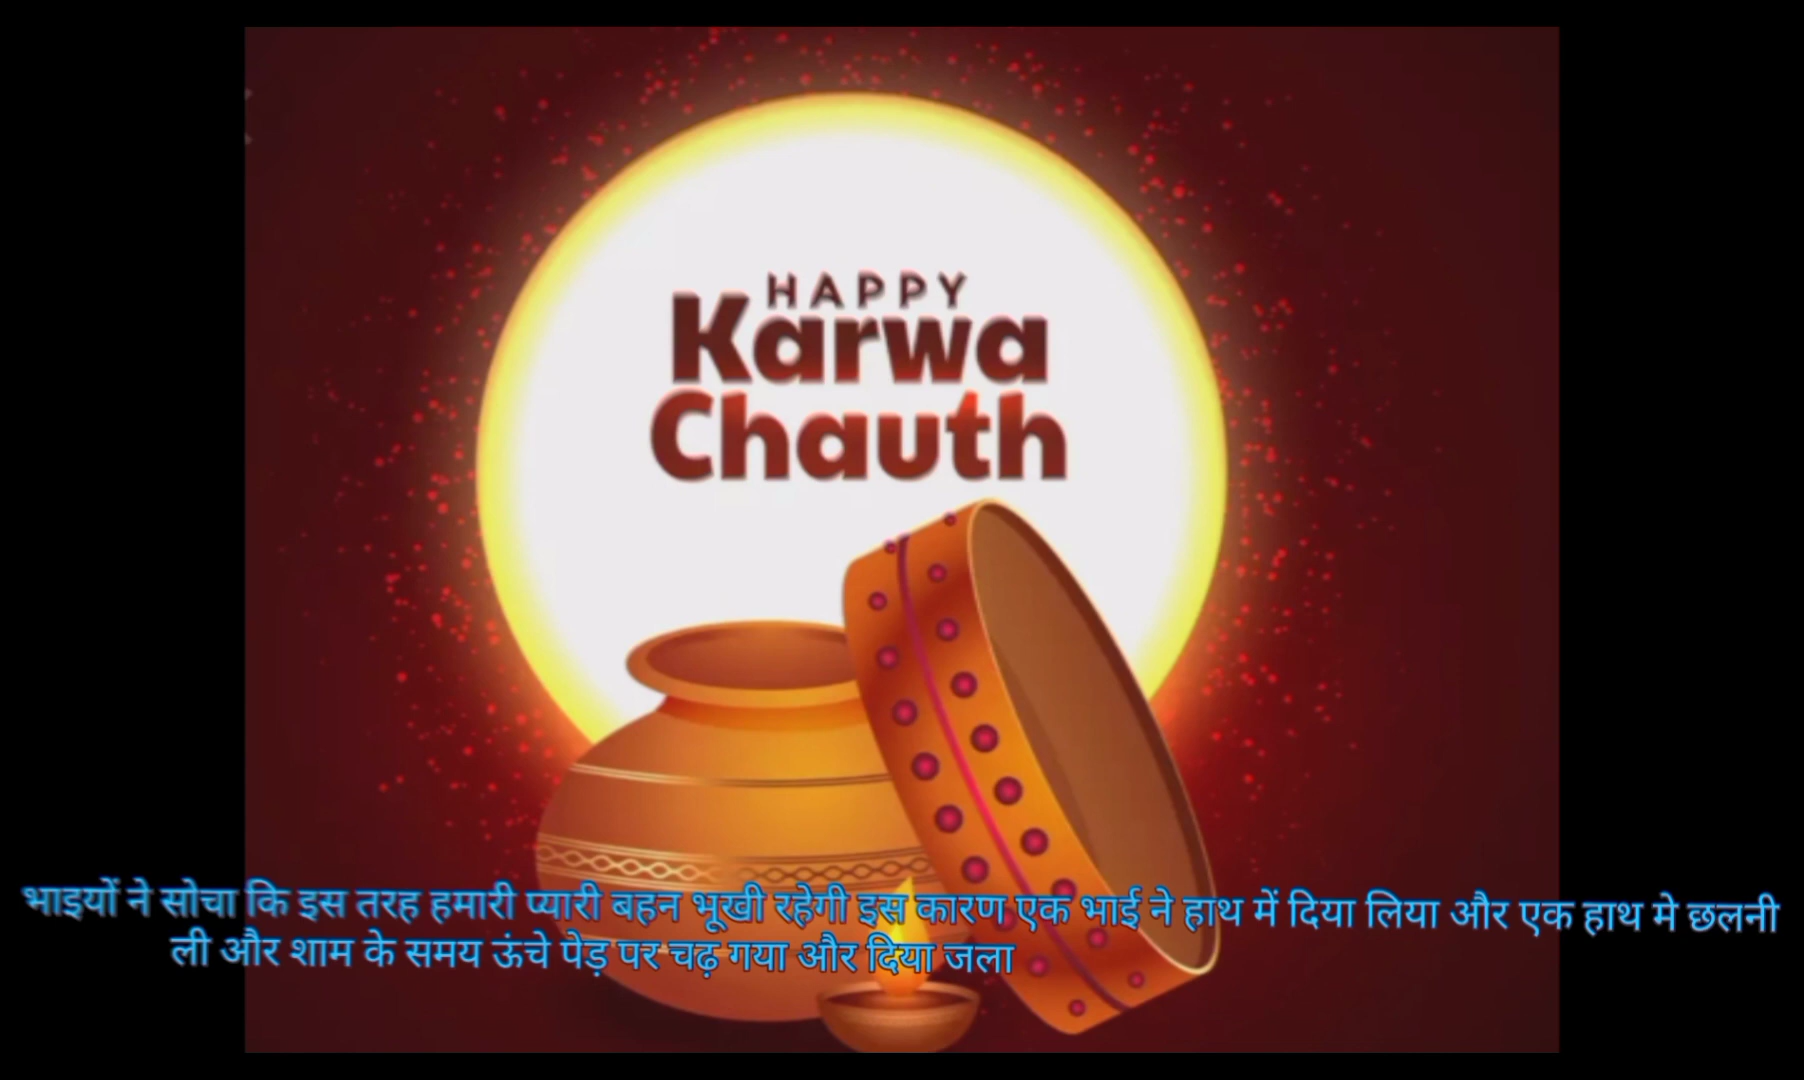 HAPPY
Karwa
Chauth
भाइयों ने सोचा कि इस तरह हमारी प्यारी बहन भूखी रहेगी इस कारण एक भाई ने हाथ में दिया लिया और एक हाथ मे छलनी
ली और शाम के समय ऊंचे पेड़ पर चढ़ गया और दिया जला